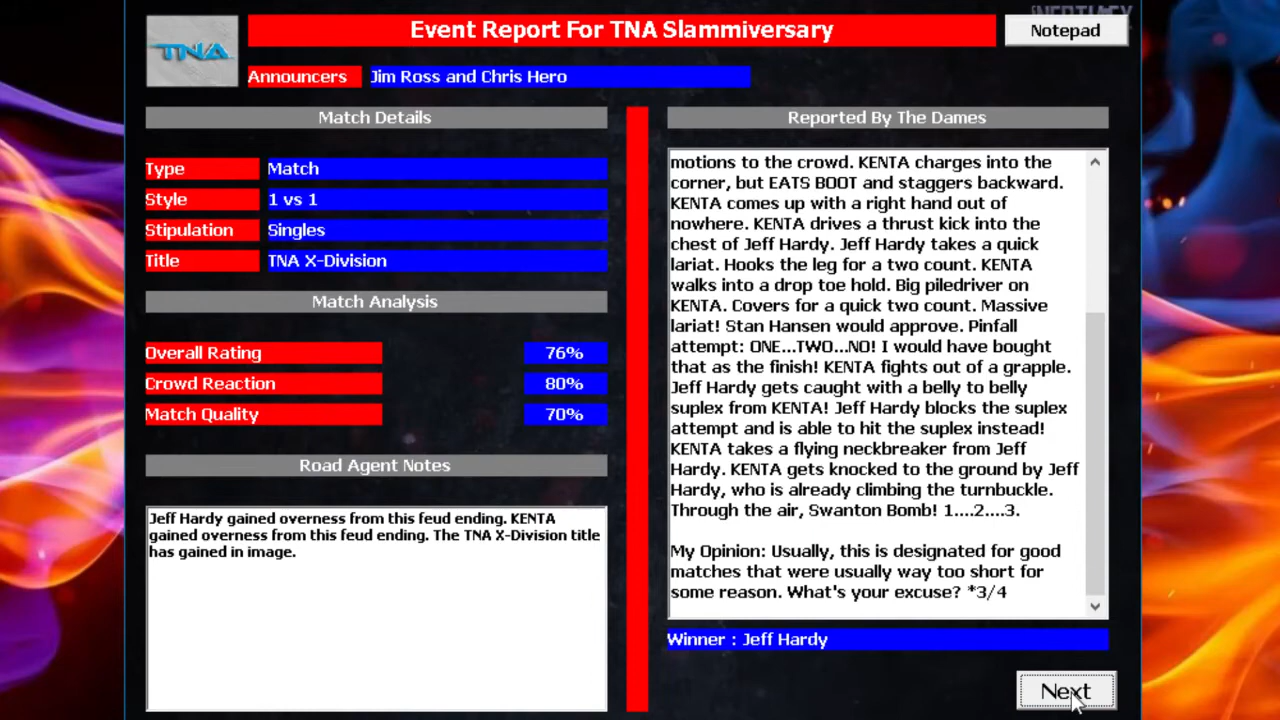 Event Report For TNA Slammiversary
Notepad
TNA
Announcers
Jim Ross and Chris Hero
Match Details
Type
Match
Style
1 vs 1
Stipulation
Singles
Title
TNA X-Division
Match Analysis
Overall Rating
76%
Crowd Reaction
80%
Match Quality
70%
Road Agent Notes
Jeff Hardy gained overness from this feud ending. KENTA
gained overness from this feud ending. The TNA X-Division title
has gained in image.
Reported By The Dames
motions to the crowd. KENTA charges into the
corner, but EATS BOOT and staggers backward.
KENTA comes up with a right hand out of
nowhere. KENTA drives a thrust kick into the
chest of Jeff Hardy. Jeff Hardy takes a quick
lariat. Hooks the leg for a two count. KENTA
walks into a drop toe hold. Big piledriver on
KENTA. Covers for a quick two count. Massive
lariat! Stan Hansen would approve. Pinfall
attempt: ONE...TWO...NO! I would have bought
that as the finish! KENTA fights out of a grapple.
Jeff Hardy gets caught with a belly to belly
suplex from KENTA! Jeff Hardy blocks the suplex
attempt and is able to hit the suplex instead!
KENTA takes a flying neckbreaker from Jeff
Hardy. KENTA gets knocked to the ground by Jeff
Hardy, who is already climbing the turnbuckle.
Through the air, Swanton Bomb! 1....2....3.
My Opinion: Usually, this is designated for good
matches that were usually way too short for
some reason. What's your excuse? *3/4
Winner : Jeff Hardy
Next